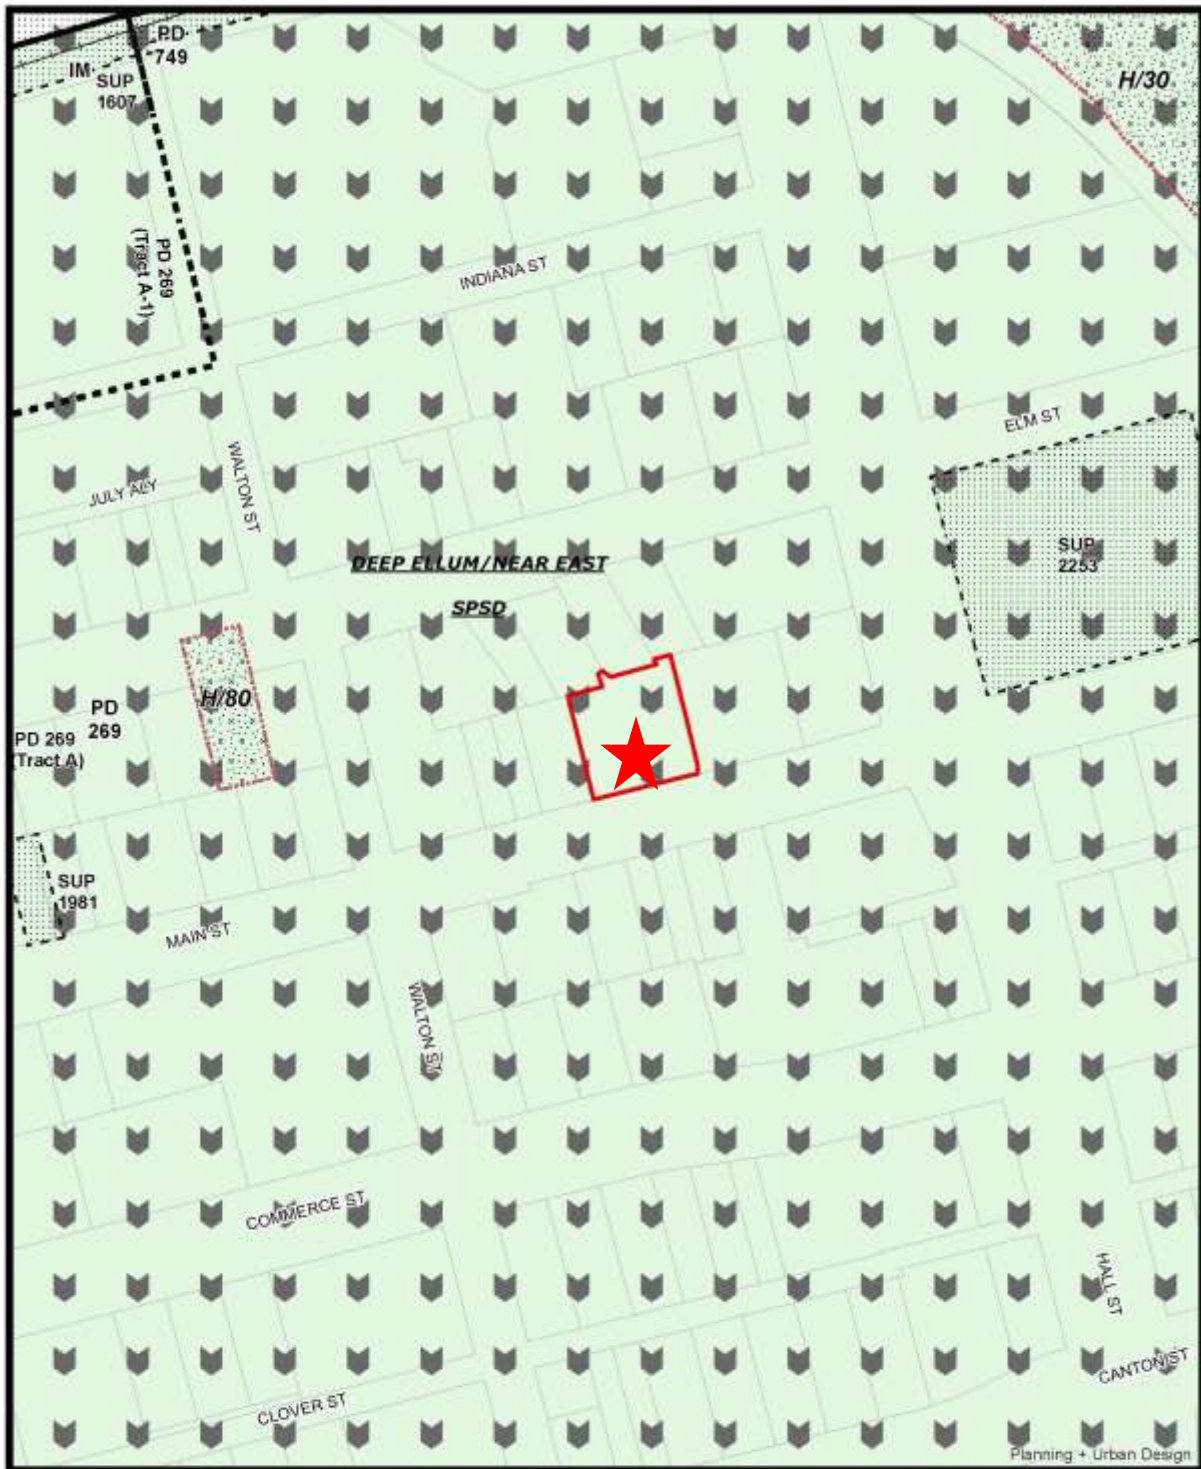 PD
749
IM
SUP
1607
H/30
PD 269
(Tract A-1)
INDIANA ST
ELM ST
WALTON ST
JULY ALY
DEEP ELLUM/NEAR EAST
SPSD
SUP
2253
H/80
PD
269
PD 269
(Tract A)
SUP
1981
MAIN ST
WALTON ST
COMMERCE ST
HALL ST
CANTON ST
CLOVER ST
Planning + Urban Design